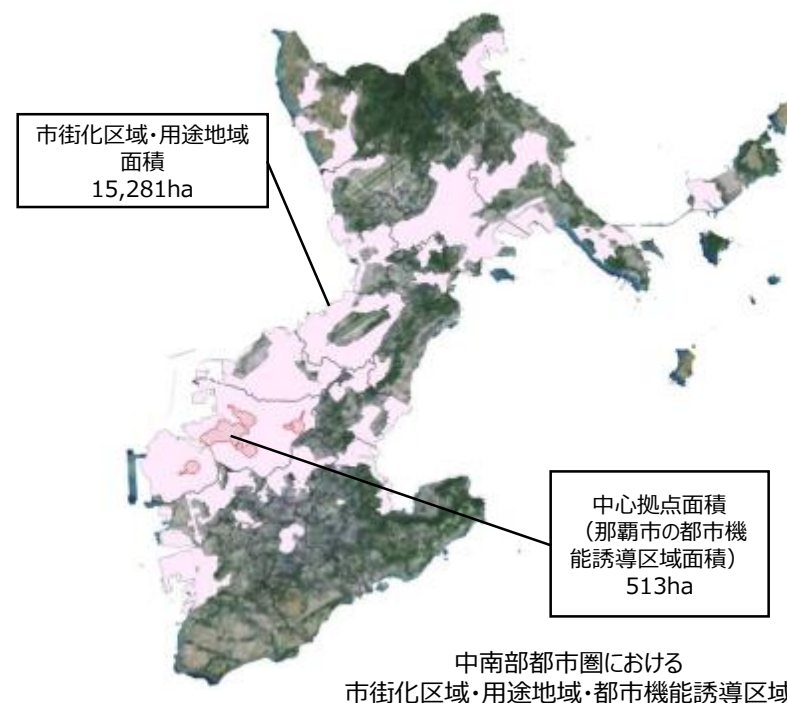 市街化区域・用途地域
面積
15,281ha
中心拠点面積
（那覇市の都市機
能誘導区域面積）
513ha
中南部都市圏における
市街化区域・用途地域・都市機能誘導区域